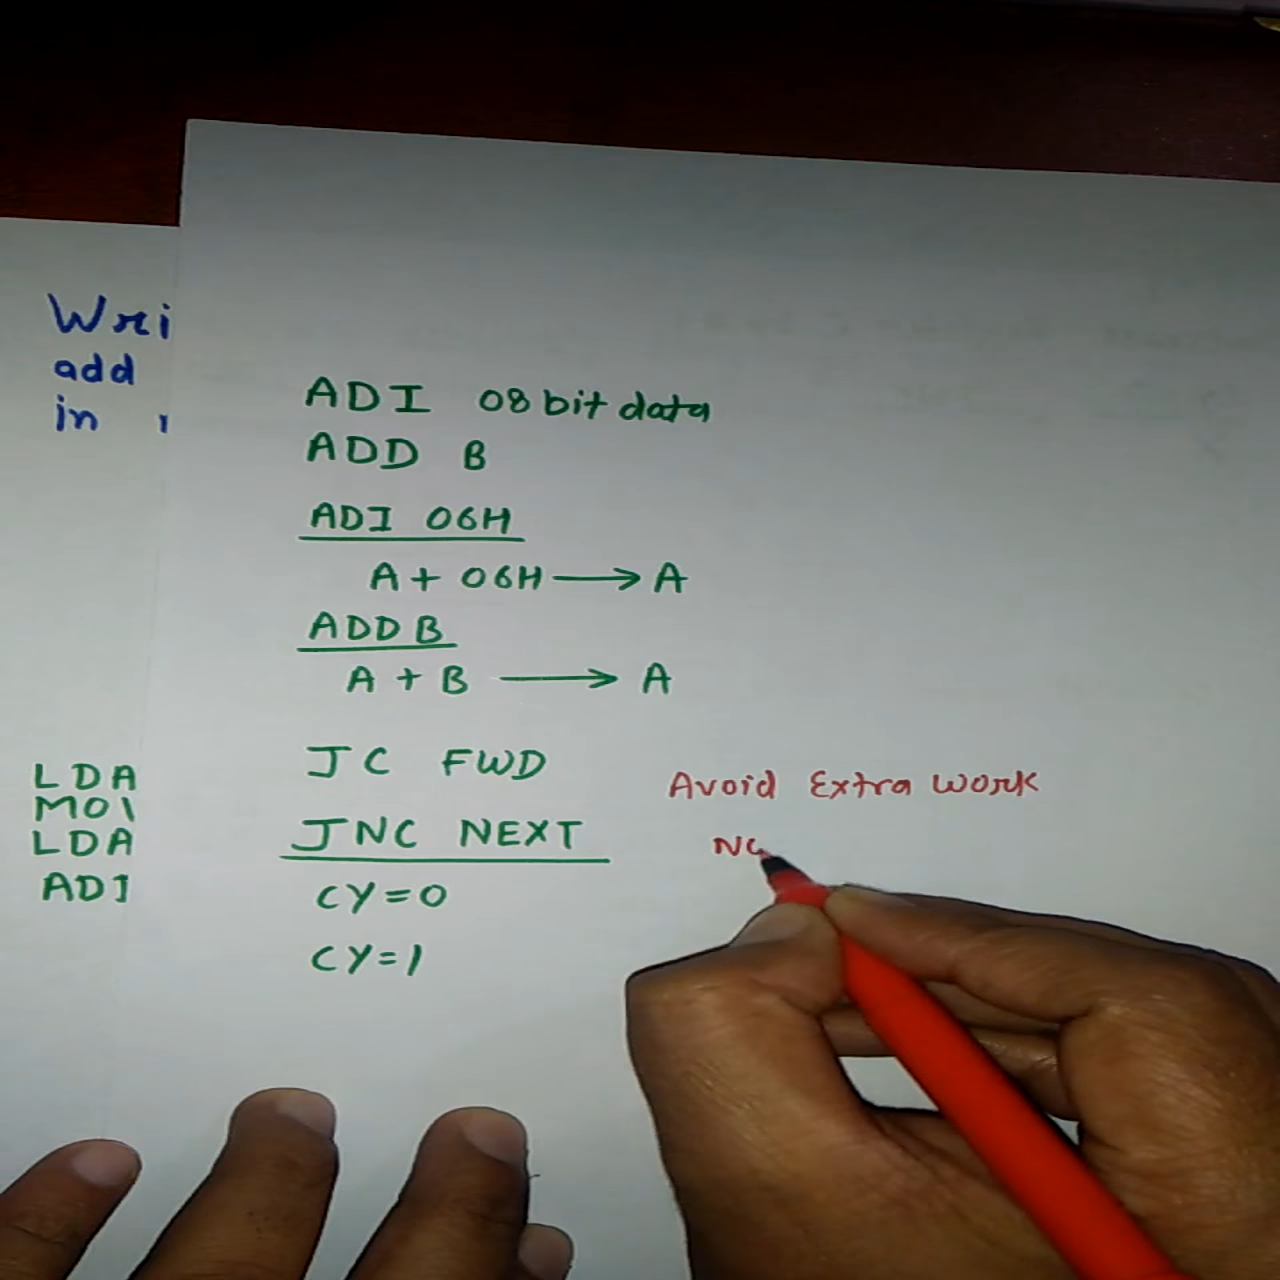 Wri
add
in
ADI 08 bit data
ADD B
ADI 06H
A + 06H → A
ADD B
A + B → A
JC FWD
JNC NEXT
CY=0
CY=1
LDA
MOV
LDA
ADI
Avoid Extra Work